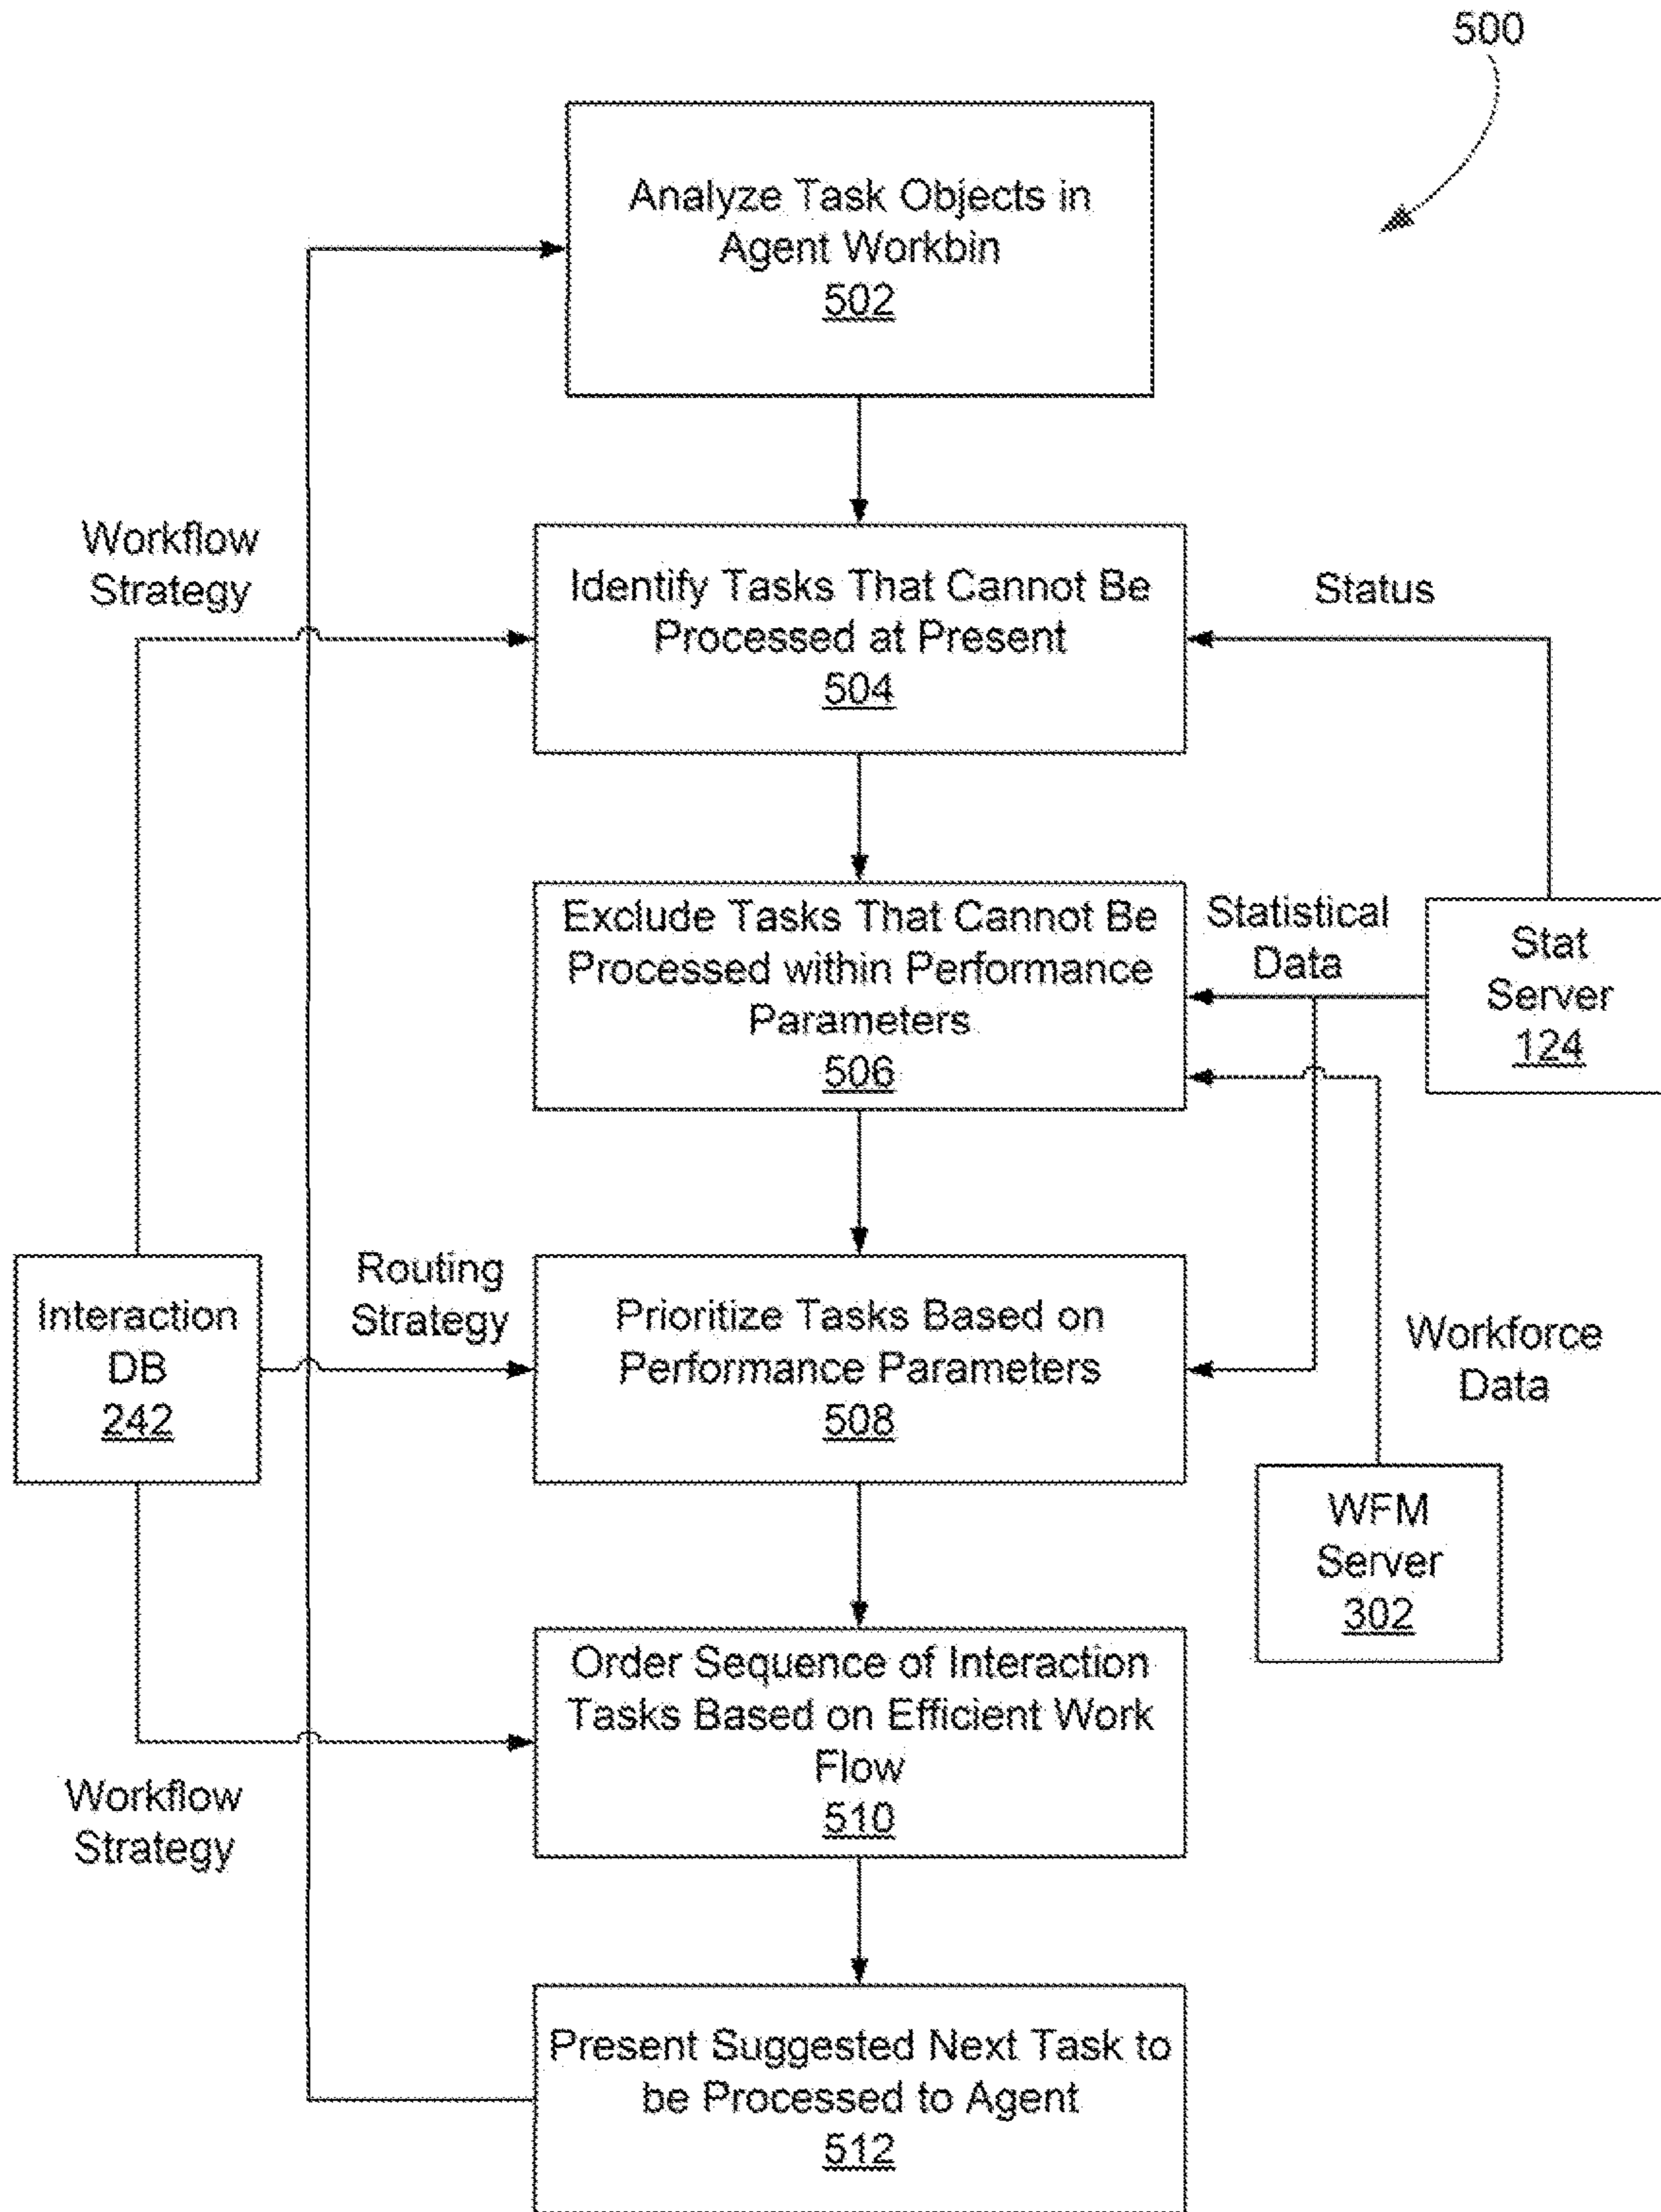 500
Analyze Task Objects in
Agent Workbin
502
Workflow
Strategy
Identify Tasks That Cannot Be
Processed at Present
504
Status
Exclude Tasks That Cannot Be
Processed within Performance
Parameters
506
Statistical
Data
Stat
Server
124
Interaction
DB
242
Routing
Strategy
Prioritize Tasks Based on
Performance Parameters
508
Workforce
Data
WFM
Server
302
Order Sequence of Interaction
Tasks Based on Efficient Work
Flow
510
Workflow
Strategy
Present Suggested Next Task to
be Processed to Agent
512